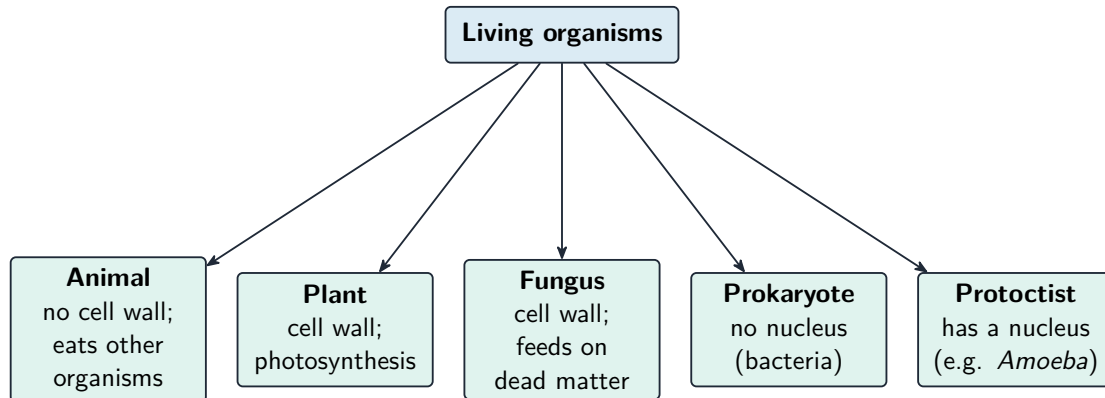 Living organisms
Animal
no cell wall;
eats other
organisms
Plant
cell wall;
photosynthesis
Fungus
cell wall;
feeds on
dead matter
Prokaryote
no nucleus
(bacteria)
Protoctist
has a nucleus
(e.g. Amoeba)